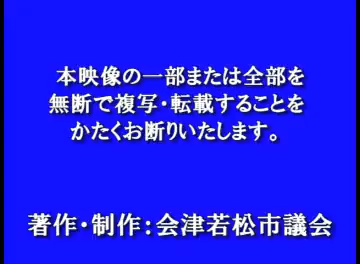 本映像の一部または全部を
無断で複写・転載することを
かたくお断りいたします。
著作・制作：会津若松市議会